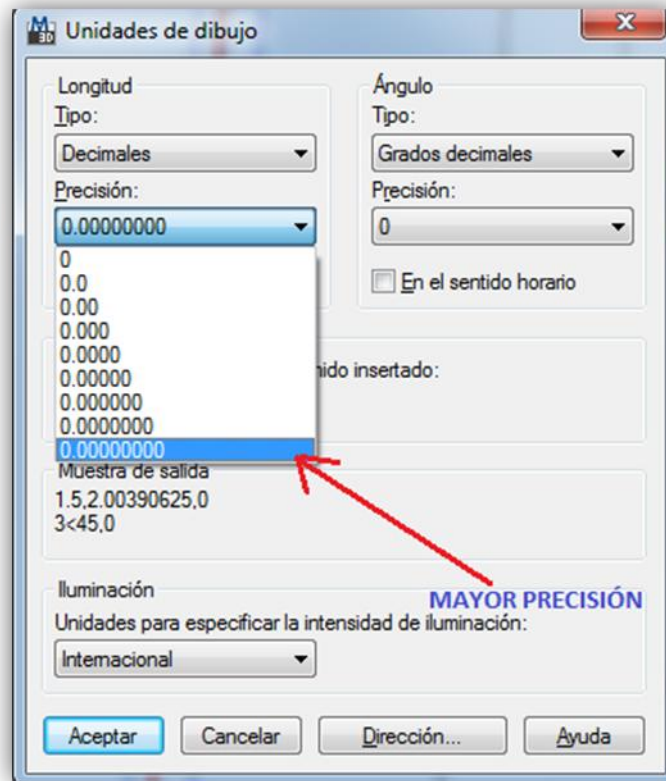 M
3D
Unidades de dibujo
Longitud
Tipo:
Decimales
Precisión:
0.00000000
0
0.0
0.00
0.000
0.0000
0.00000
0.000000
0.0000000
0.00000000
Ángulo
Tipo:
Grados decimales
Precisión:
0
En el sentido horario
insertado:
Muestra de salida
1.5,2.00390625,0
3<45,0
MAYOR PRECISIÓN
Iluminación
Unidades para especificar la intensidad de iluminación:
Internacional
Aceptar
Cancelar
Dirección...
Ayuda